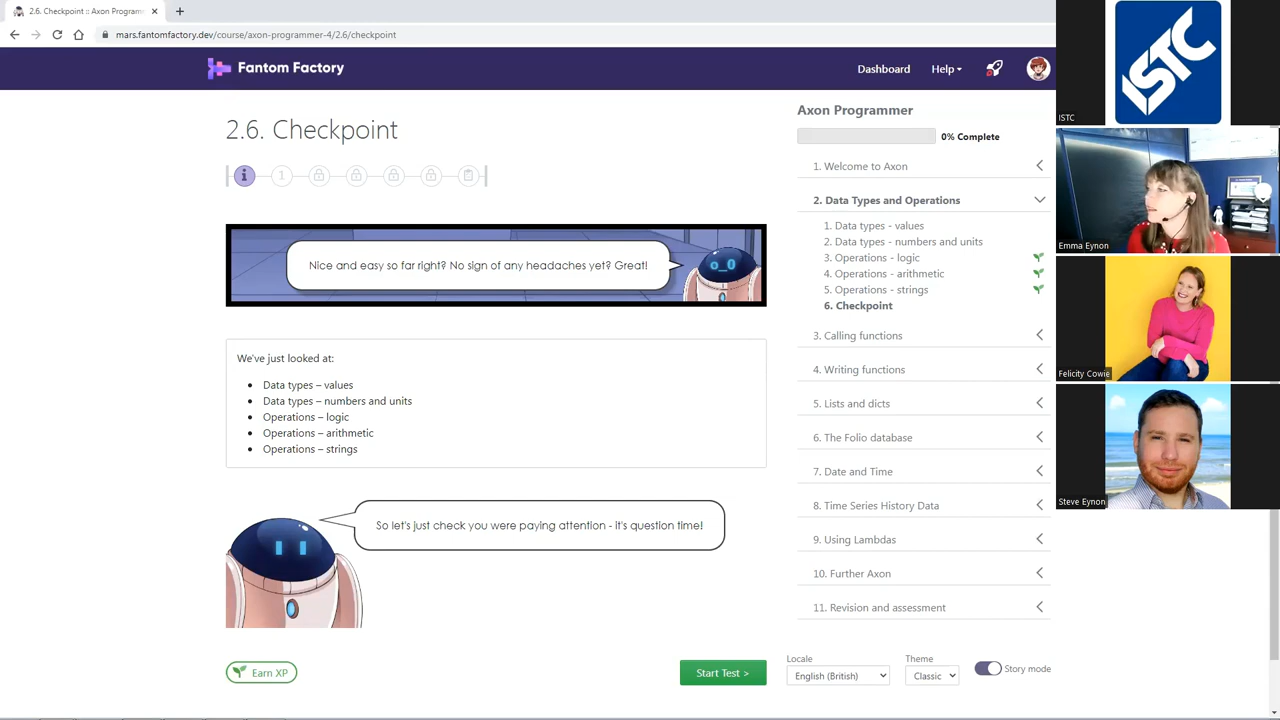 2.6. Checkpoint :: Axon Program
mars.fantomfactory.dev/course/axon-programmer-4/2.6/checkpoint
Fantom Factory
Dashboard
Help
2.6. Checkpoint
i
1
Nice and easy so far right? No sign of any headaches yet? Great!
o_0
We've just looked at:
Data types – values
Data types – numbers and units
Operations – logic
Operations – arithmetic
Operations – strings
So let's just check you were paying attention - it's question time!
Earn XP
Start Test >
Axon Programmer
0% Complete
1. Welcome to Axon
2. Data Types and Operations
1. Data types - values
2. Data types - numbers and units
3. Operations - logic
4. Operations - arithmetic
5. Operations - strings
6. Checkpoint
3. Calling functions
4. Writing functions
5. Lists and dicts
6. The Folio database
7. Date and Time
8. Time Series History Data
9. Using Lambdas
10. Further Axon
11. Revision and assessment
Locale
English (British)
Theme
Classic
Story mode
ISTC
ISTC
Emma Eynon
Felicity Cowie
Steve Eynon